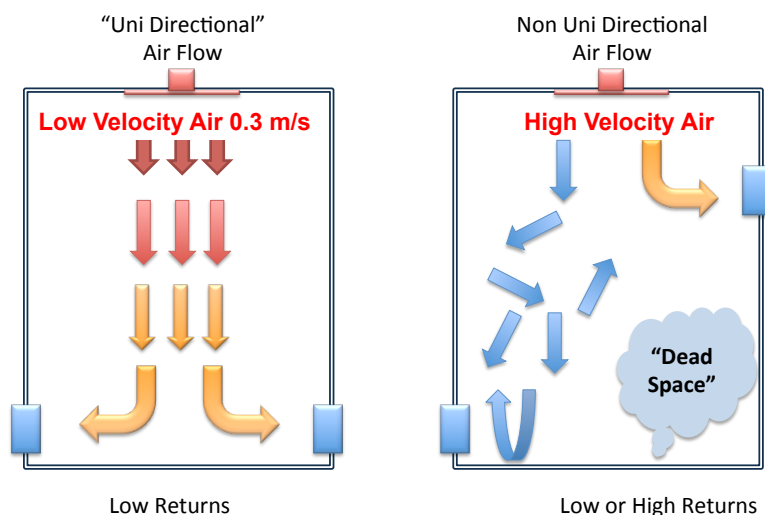 “Uni Directional”
Air Flow
Low Velocity Air 0.3 m/s
Low Returns
Non Uni Directional
Air Flow
High Velocity Air
“Dead
Space”
Low or High Returns